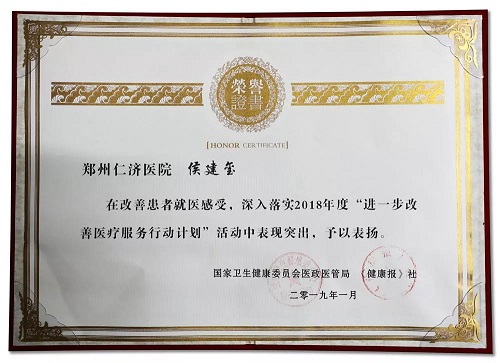 榮譽
證書
[HONOR CERTIFICATE]
郑州仁济医院 侯建玺
在改善患者就医感受，深入落实2018年度“进一步改
善医疗服务行动计划”活动中表现突出，予以表扬。
国家卫生健康委员会医政医管局 《健康报》社
二零一九年一月